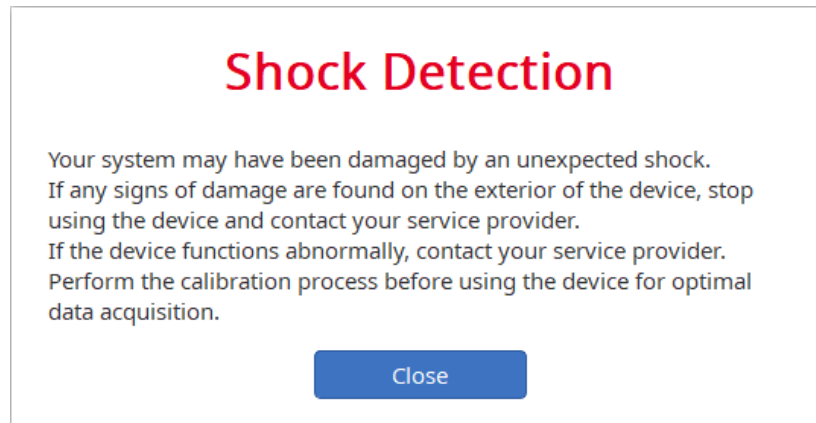 Shock Detection
Your system may have been damaged by an unexpected shock.
If any signs of damage are found on the exterior of the device, stop
using the device and contact your service provider.
If the device functions abnormally, contact your service provider.
Perform the calibration process before using the device for optimal
data acquisition.
Close